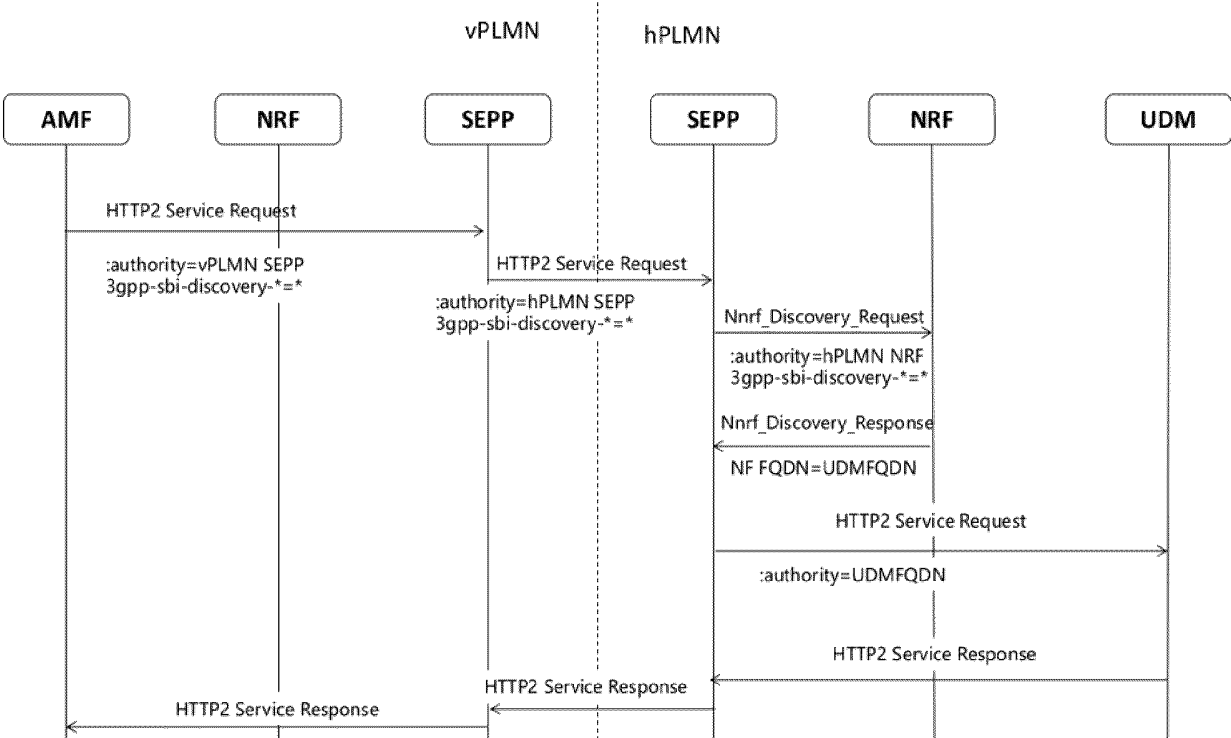 vPLMN
hPLMN
AMF
NRF
SEPP
SEPP
NRF
UDM
HTTP2 Service Request
:authority=vPLMN SEPP
3gpp-sbi-discovery-*=*
HTTP2 Service Request
:authority=hPLMN SEPP
3gpp-sbi-discovery-*=*
Nnrf_Discovery_Request
:authority=hPLMN NRF
3gpp-sbi-discovery-*=*
Nnrf_Discovery_Response
NF FQDN=UDMFQDN
HTTP2 Service Request
:authority=UDMFQDN
HTTP2 Service Response
HTTP2 Service Response
HTTP2 Service Response